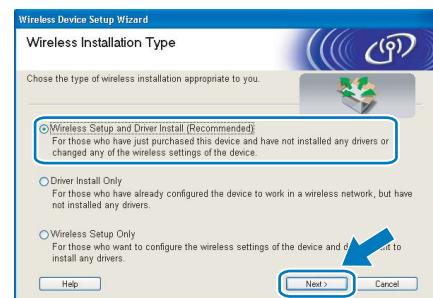 Wireless Device Setup Wizard
Wireless Installation Type
Chose the type of wireless installation appropriate to you.
Wireless Setup and Driver Install (Recommended)
For those who have just purchased this device and have not installed any drivers or
changed any of the wireless settings of the device.
Driver Install Only
For those who have already configured the device to work in a wireless network, but have
not installed any drivers.
Wireless Setup Only
For those who want to configure the wireless settings of the device and to
install any drivers.
Help
Next >
Cancel